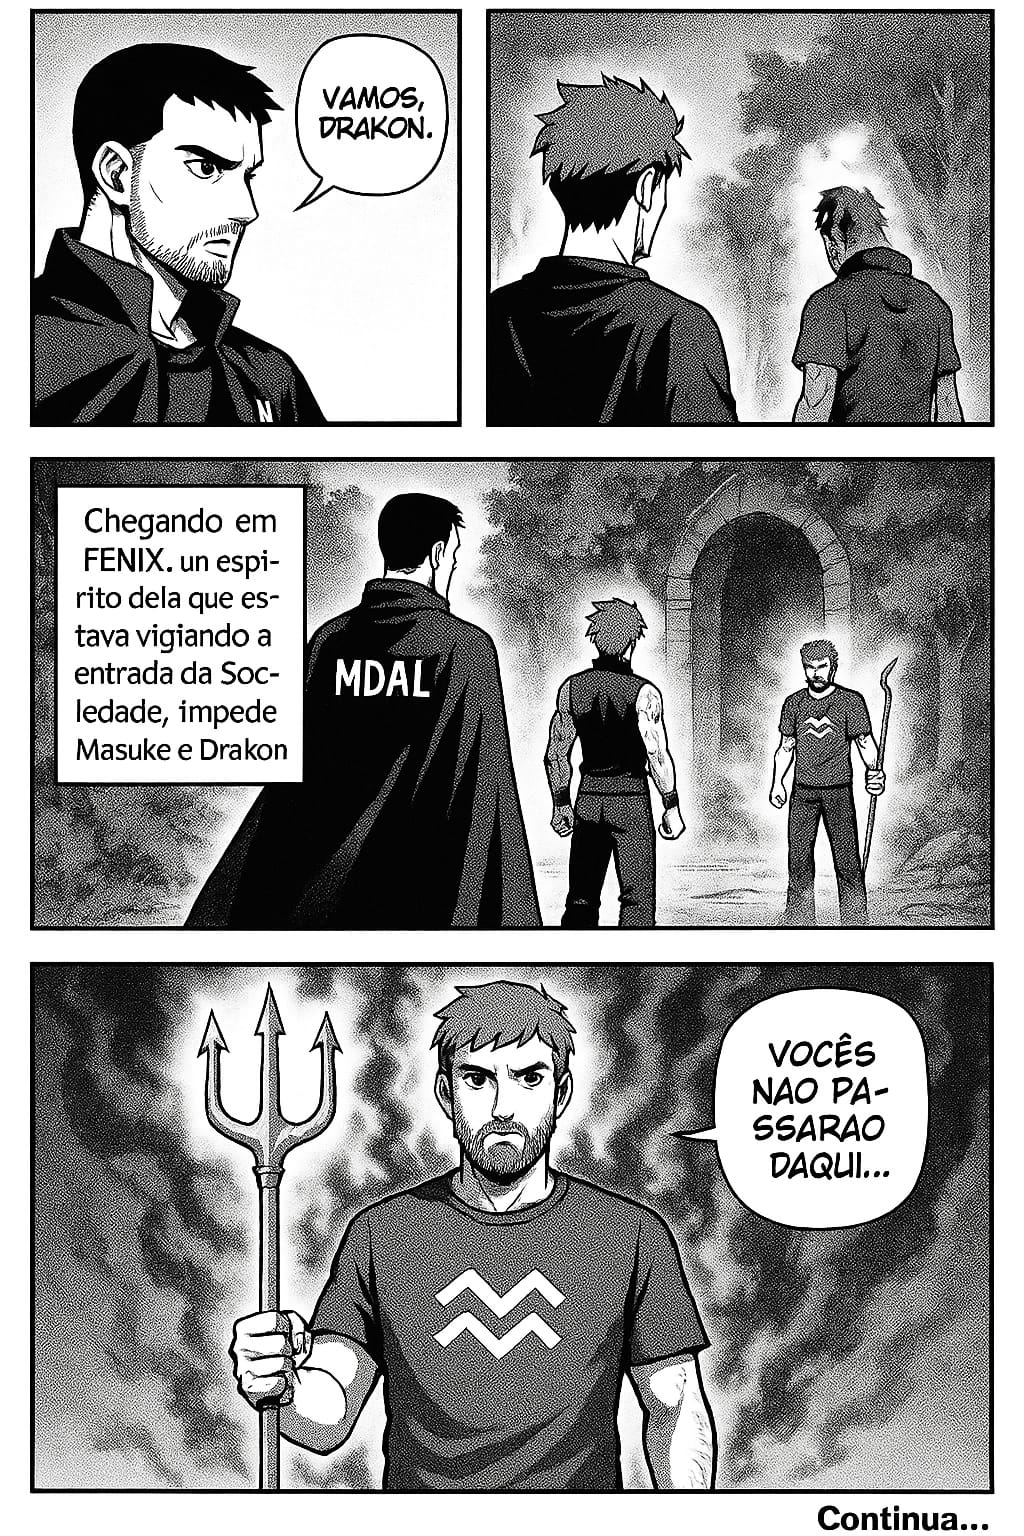 VAMOS,
DRAKON.
N
Chegando em
FENIX. un espi-
rito dela que es-
tava vigiando a
entrada da Soc-
ledade, impede
Masuke e Drakon
MDAL
VOCÊS
NAO PA-
SSARAO
DAQUI...
Continua...